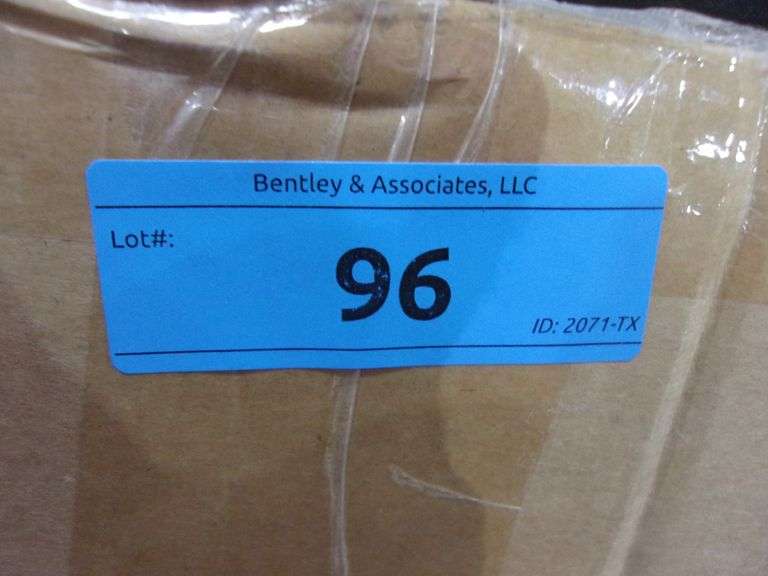 Bentley & Associates, LLC
Lot#:
96
ID: 2071-TX